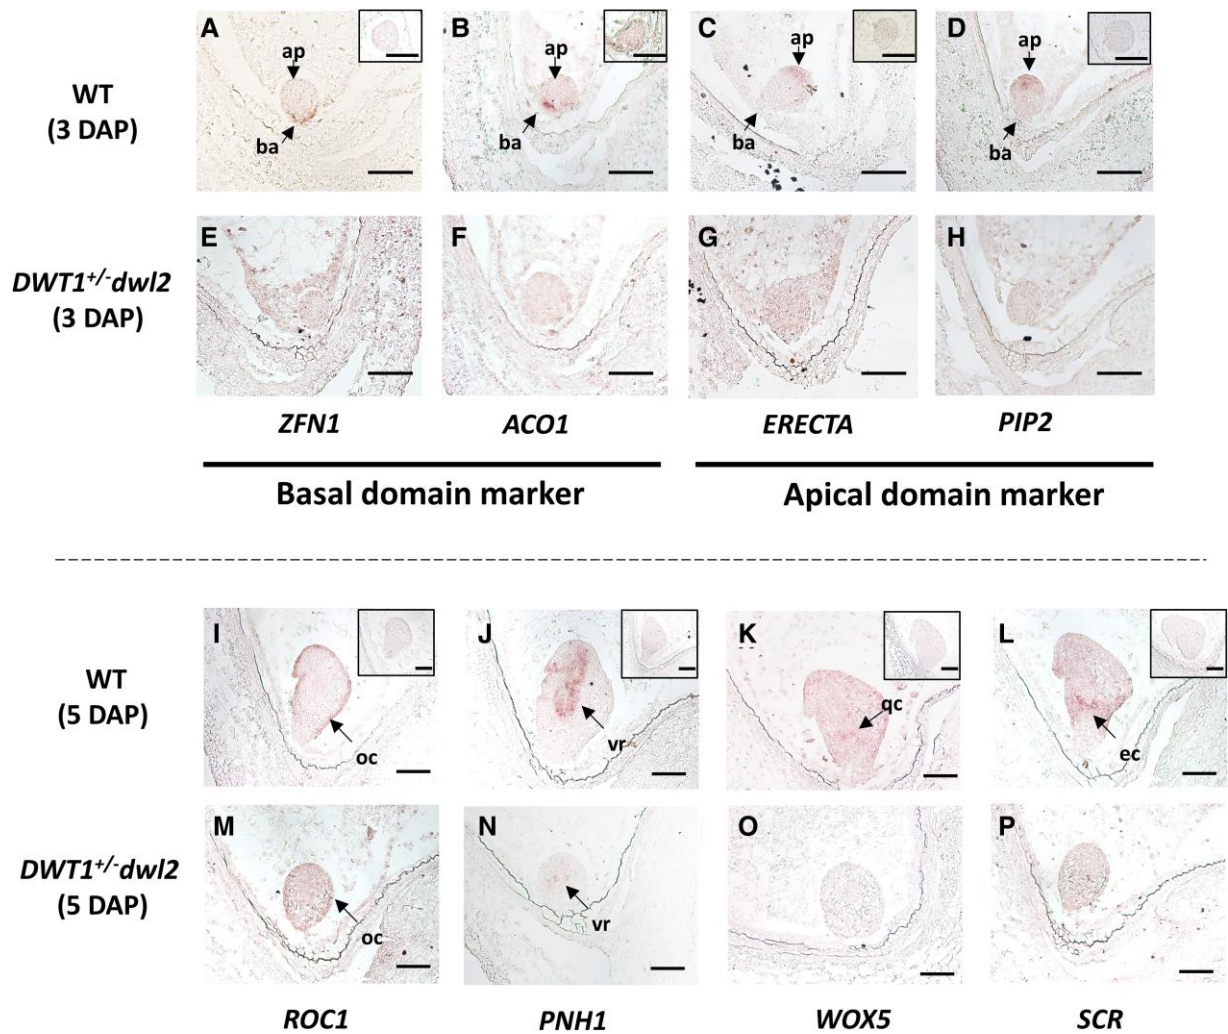 A
B
C
D
ap
ap
ap
ap
ba
ba
ba
ba
WT
(3 DAP)
E
F
G
H
DWT1+/-dwl2
(3 DAP)
ZFN1
ACO1
ERECTA
PIP2
Basal domain marker
Apical domain marker
I
J
K
L
WT
(5 DAP)
oc
vr
qc
ec
M
N
O
P
DWT1+/-dwl2
(5 DAP)
oc
vr
ROC1
PNH1
WOX5
SCR